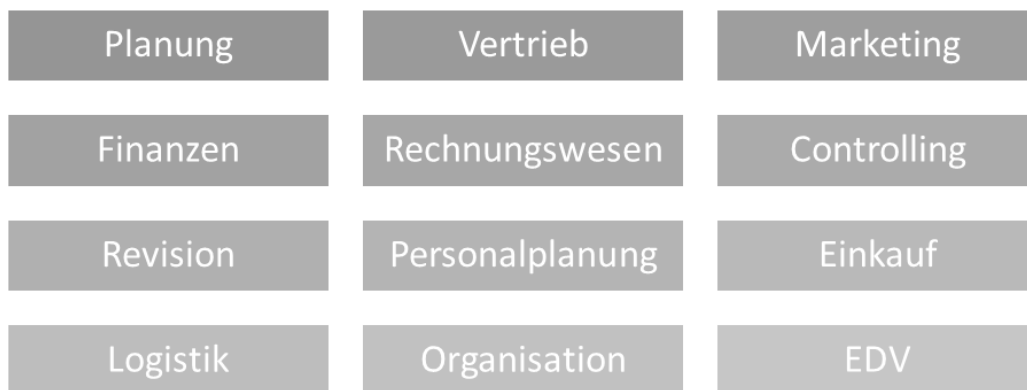 Planung Vertrieb Marketing
Finanzen Rechnungswesen Controlling
Revision Personalplanung Einkauf
Logistik Organisation EDV